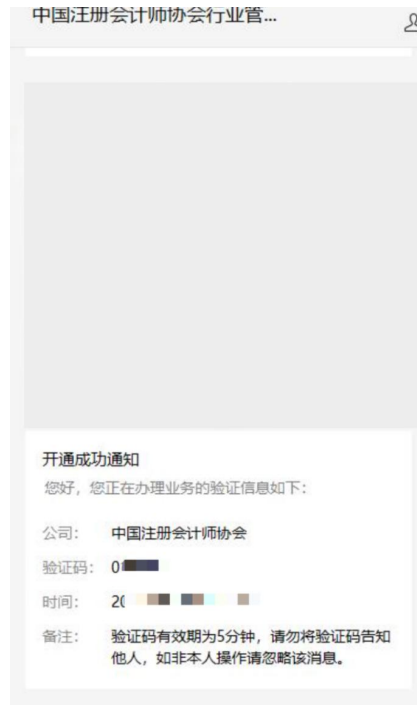 中国注册会计师协会行业管...
开通成功通知
您好，您正在办理业务的验证信息如下：
公司： 中国注册会计师协会
验证码： 0
时间： 20
备注： 验证码有效期为5分钟，请勿将验证码告知
他人，如非本人操作请忽略该消息。